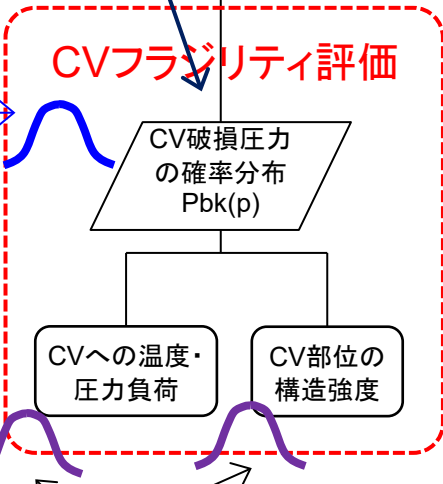 CVフラジリティ評価
CV破損圧力
の確率分布
Pbk(p)
CVへの温度・
圧力負荷
CV部位の
構造強度